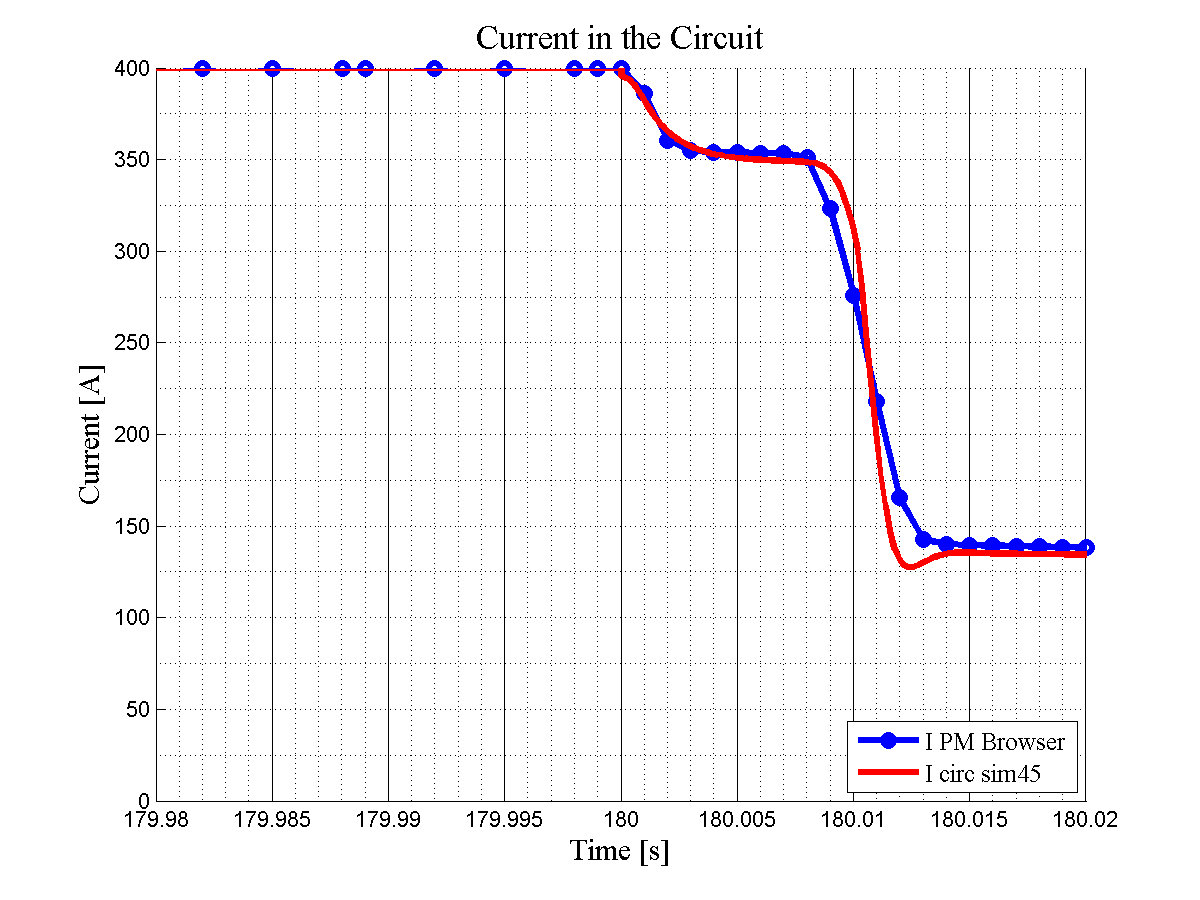 Current in the Circuit
Current [A]
400
350
300
250
200
150
100
50
0
179.98 179.985 179.99 179.995 180 180.005 180.01 180.015 180.02
Time [s]
I PM Browser
I circ sim45